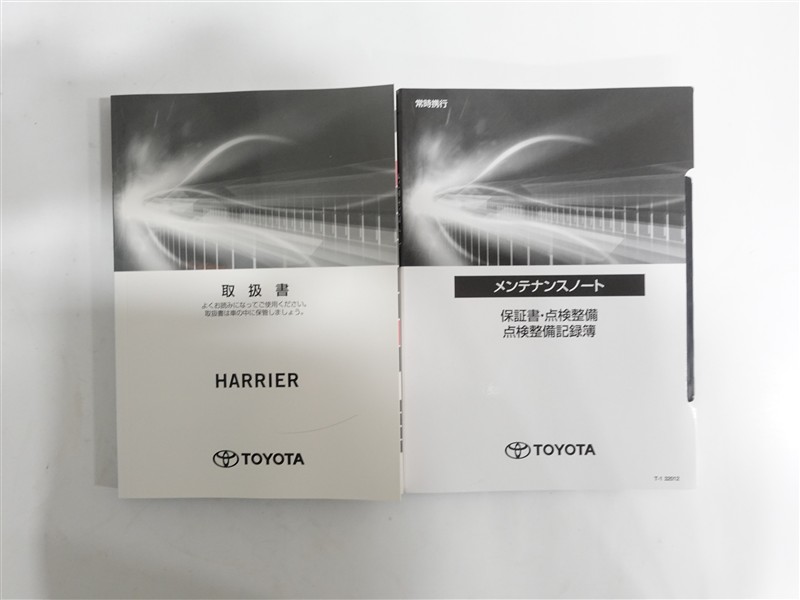 取扱書
よくお読みになってご使用ください。
取扱書は車の中に保管しましょう。
HARRIER
TOYOTA
常時携行
メンテナンスノート
保証書・点検整備
点検整備記録簿
TOYOTA